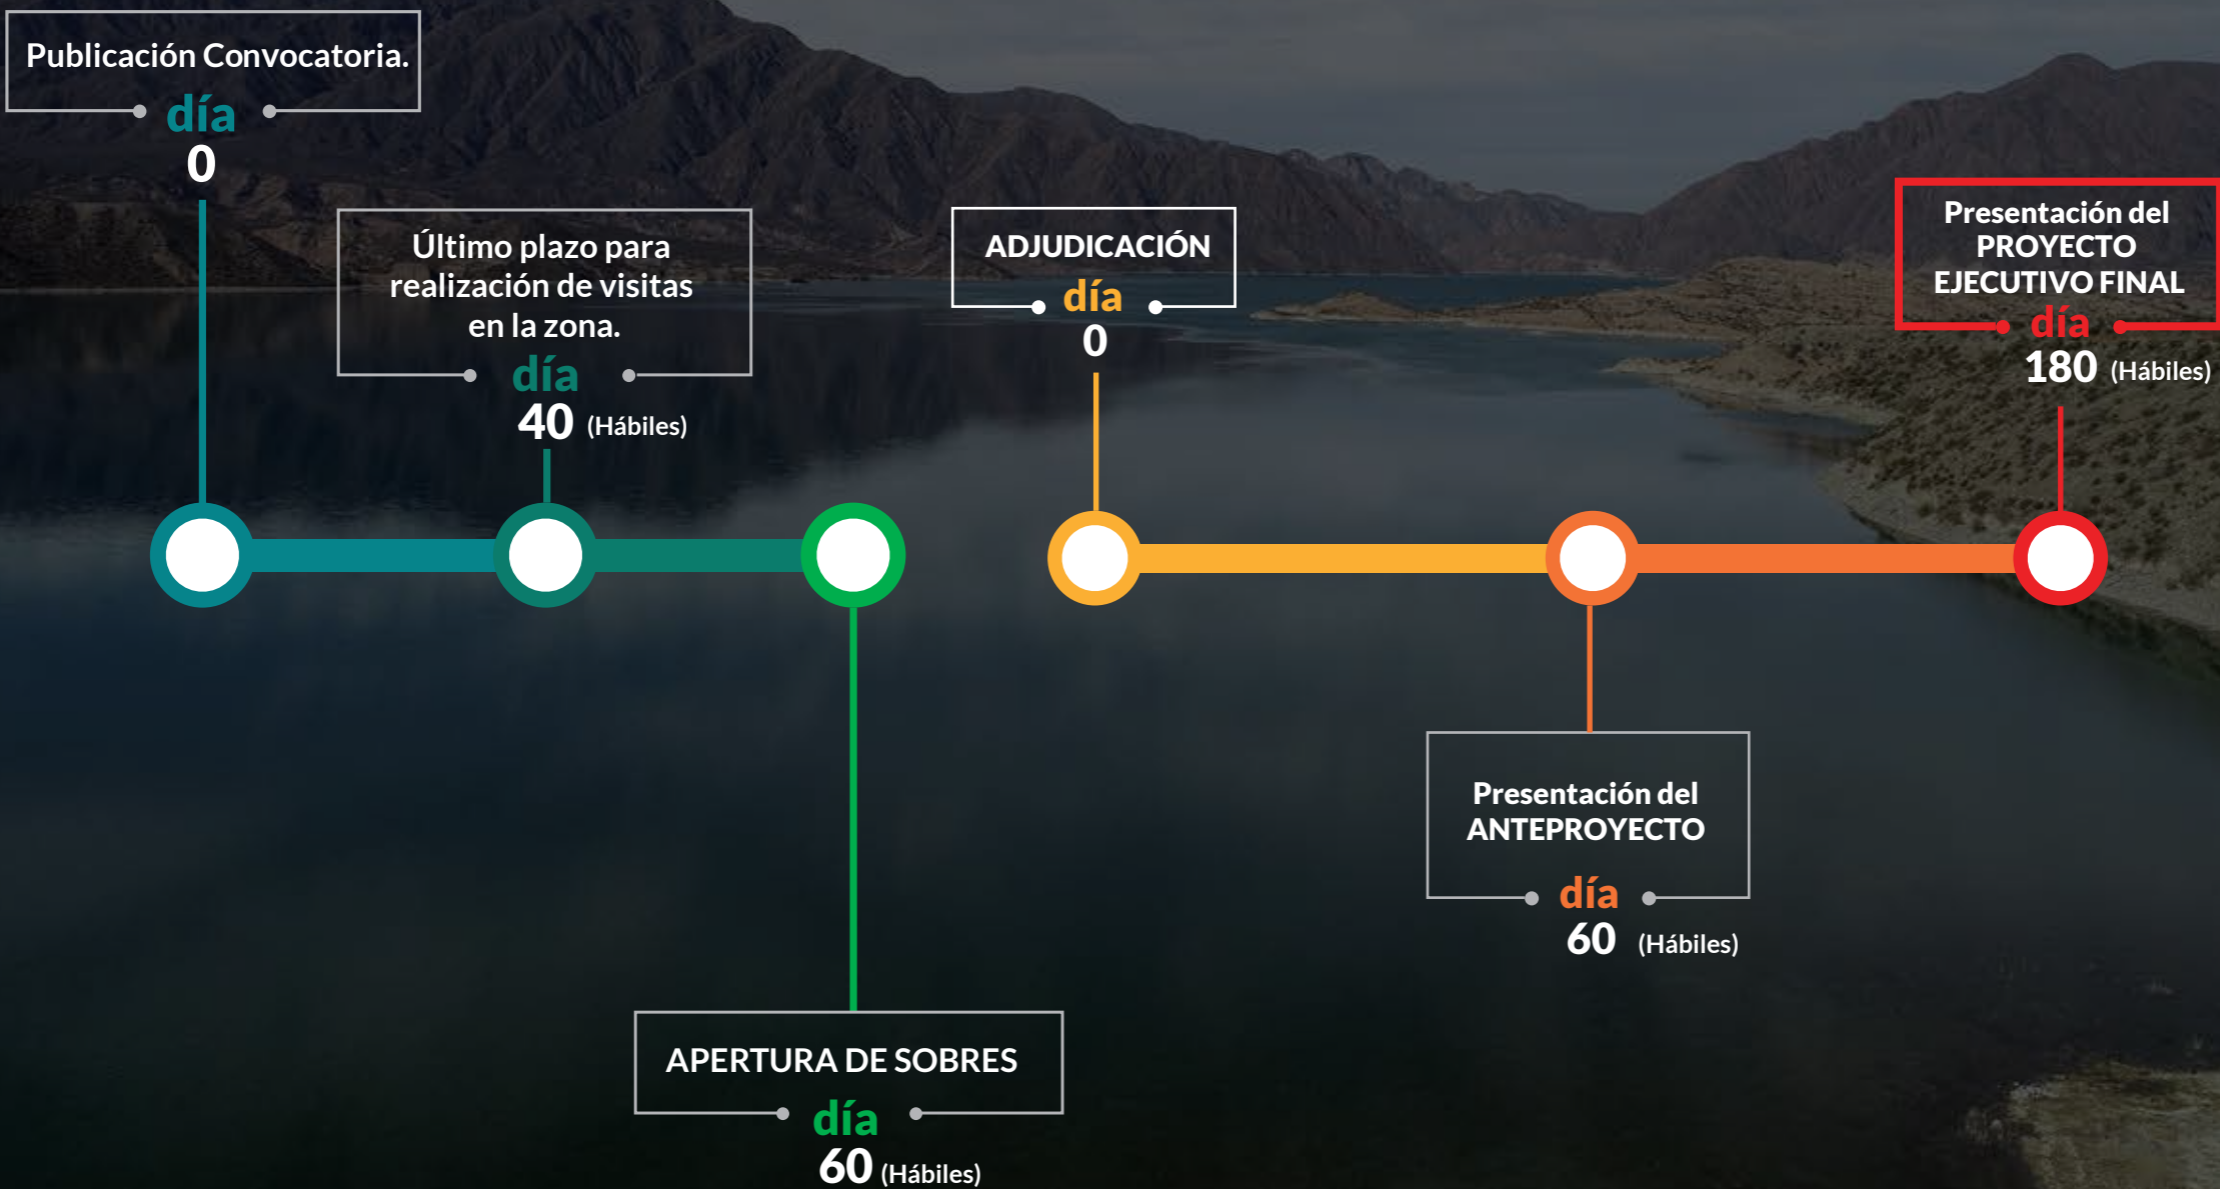 Publicación Convocatoria.
día
0
Último plazo para
realización de visitas
en la zona.
día
40 (Hábiles)
APERTURA DE SOBRES
día
60 (Hábiles)
ADJUDICACIÓN
día
0
Presentación del
ANTEPROYECTO
día
60 (Hábiles)
Presentación del
PROYECTO
EJECUTIVO FINAL
día
180 (Hábiles)